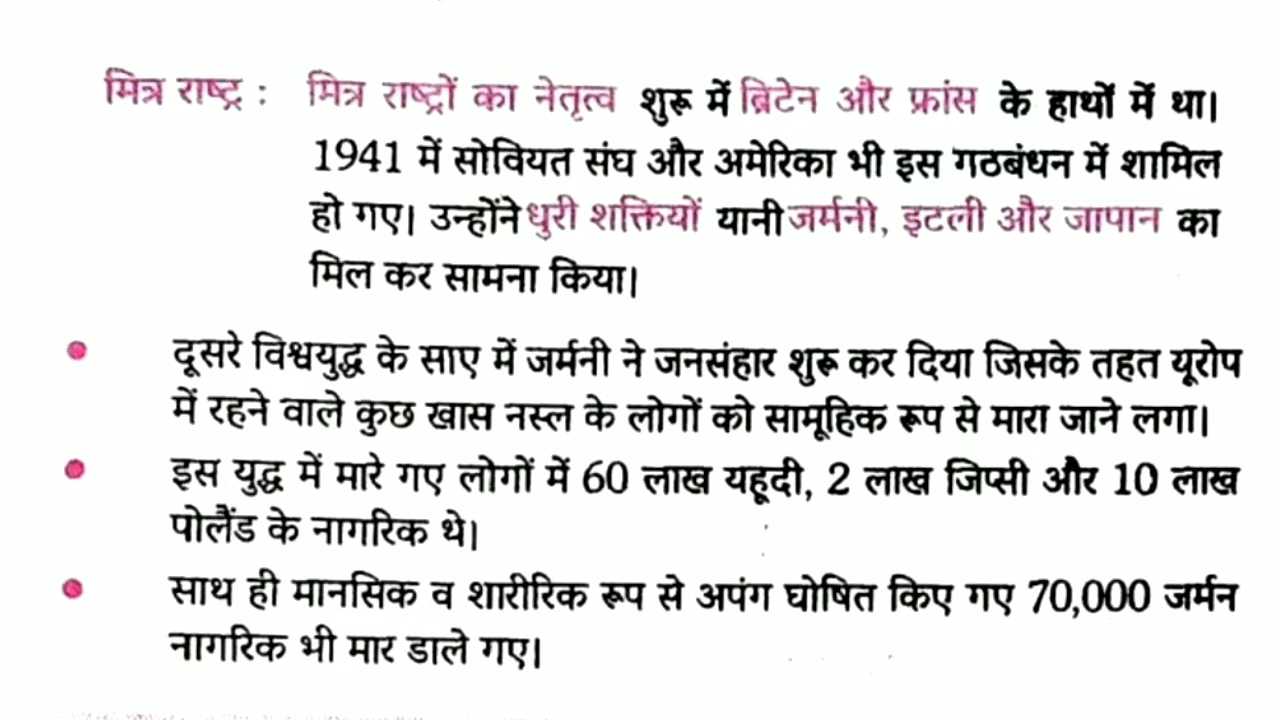 मित्र राष्ट्र : मित्र राष्ट्रों का नेतृत्व शुरू में ब्रिटेन और फ्रांस के हाथों में था।
1941 में सोवियत संघ और अमेरिका भी इस गठबंधन में शामिल
हो गए। उन्होंने धुरी शक्तियों यानी जर्मनी, इटली और जापान का
मिल कर सामना किया।
• दूसरे विश्वयुद्ध के साए में जर्मनी ने जनसंहार शुरू कर दिया जिसके तहत यूरोप
में रहने वाले कुछ खास नस्ल के लोगों को सामूहिक रूप से मारा जाने लगा।
• इस युद्ध में मारे गए लोगों में 60 लाख यहूदी, 2 लाख जिप्सी और 10 लाख
पोलैंड के नागरिक थे।
• साथ ही मानसिक व शारीरिक रूप से अपंग घोषित किए गए 70,000 जर्मन
नागरिक भी मार डाले गए।